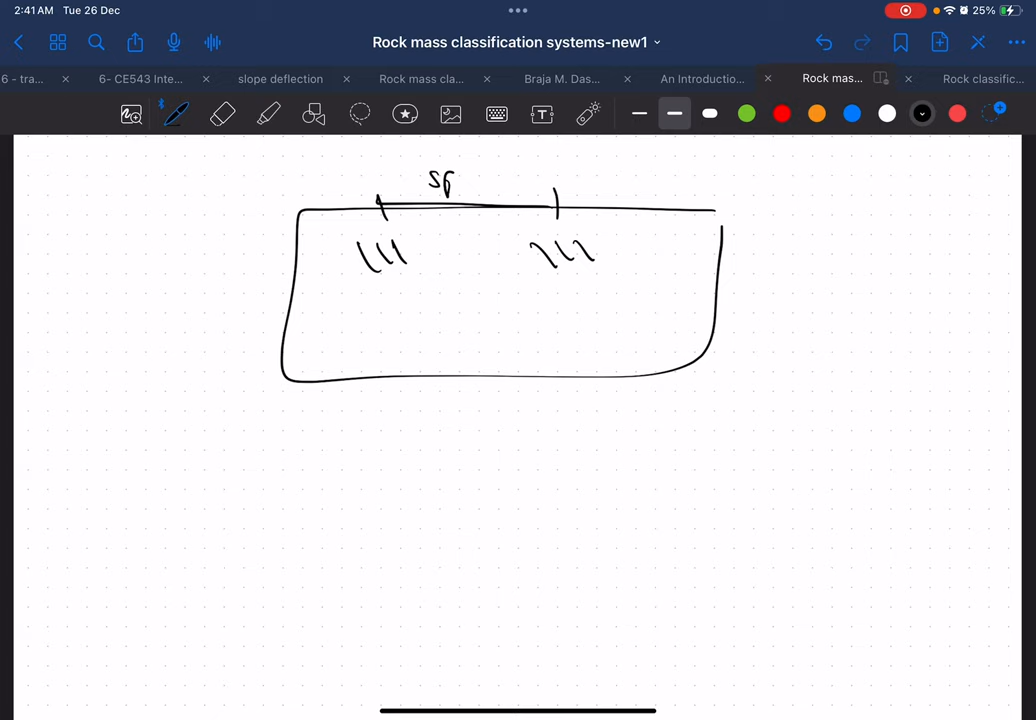 2:41 AM Tue 26 Dec
25%
Rock mass classification systems-new1
6 - tra...
6- CE543 Inte...
slope deflection
Rock mass cla...
Braja M. Das...
An Introductio...
Rock mas...
Rock classific...
T
sp